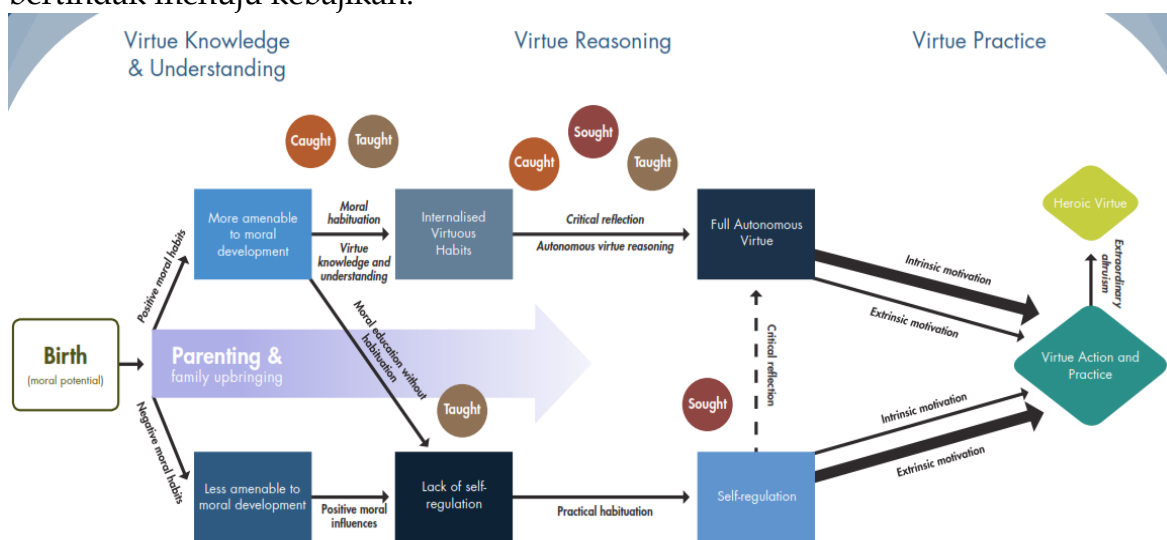 bertindak menuju kebajikan.
Virtue Knowledge
& Understanding
Virtue Reasoning
Virtue Practice
Caught
Taught
Caught
Sought
Taught
Positive moral habits
More amenable
to moral
development
Moral
habituation
Virtue
knowledge and
understanding
Internalised
Virtuous
Habits
Critical reflection
Autonomous virtue reasoning
Full Autonomous
Virtue
Intrinsic motivation
Extrinsic motivation
Heroic Virtue
Extraordinary
altruism
Birth
(moral potential)
Parenting &
family upbringing
Moral education without
habituation
Critical reflection
Virtue Action and
Practice
Taught
Sought
Negative moral habits
Less amenable to
moral development
Positive moral
influences
Lack of self-
regulation
Practical habituation
Self-regulation
Intrinsic motivation
Extrinsic motivation